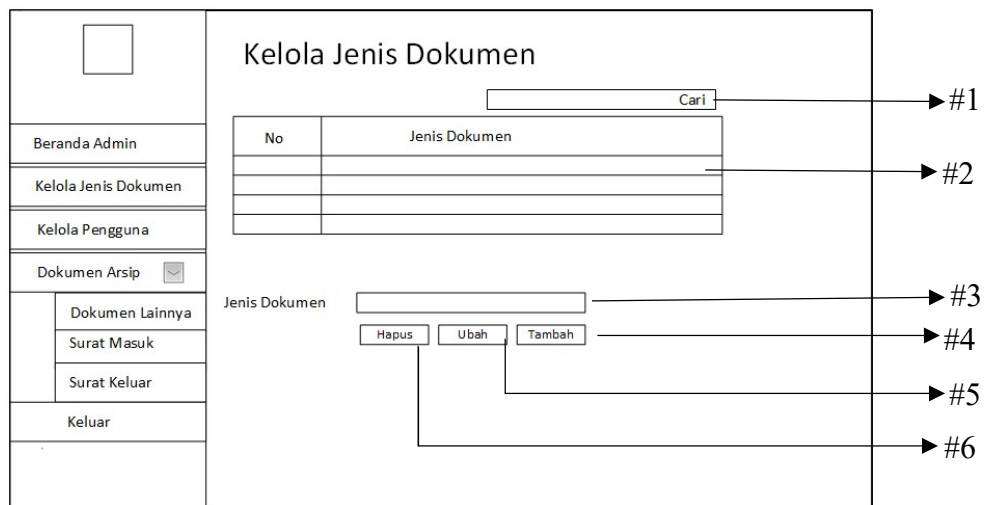 Kelola Jenis Dokumen
Cari
#1
No Jenis Dokumen
#2
Beranda Admin
Kelola Jenis Dokumen
Kelola Pengguna
Dokumen Arsip
Dokumen Lainnya
Surat Masuk
Surat Keluar
Keluar
Jenis Dokumen
#3
Hapus Ubah Tambah
#4
#5
#6